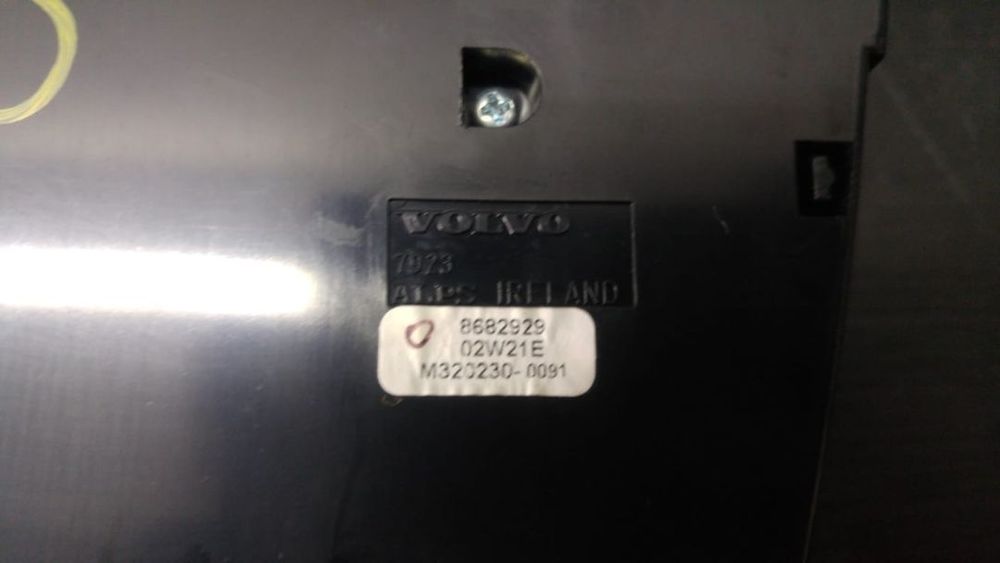 VOLVO
7923
ALPS IRELAND
8682929
02W21E
M320230-0091